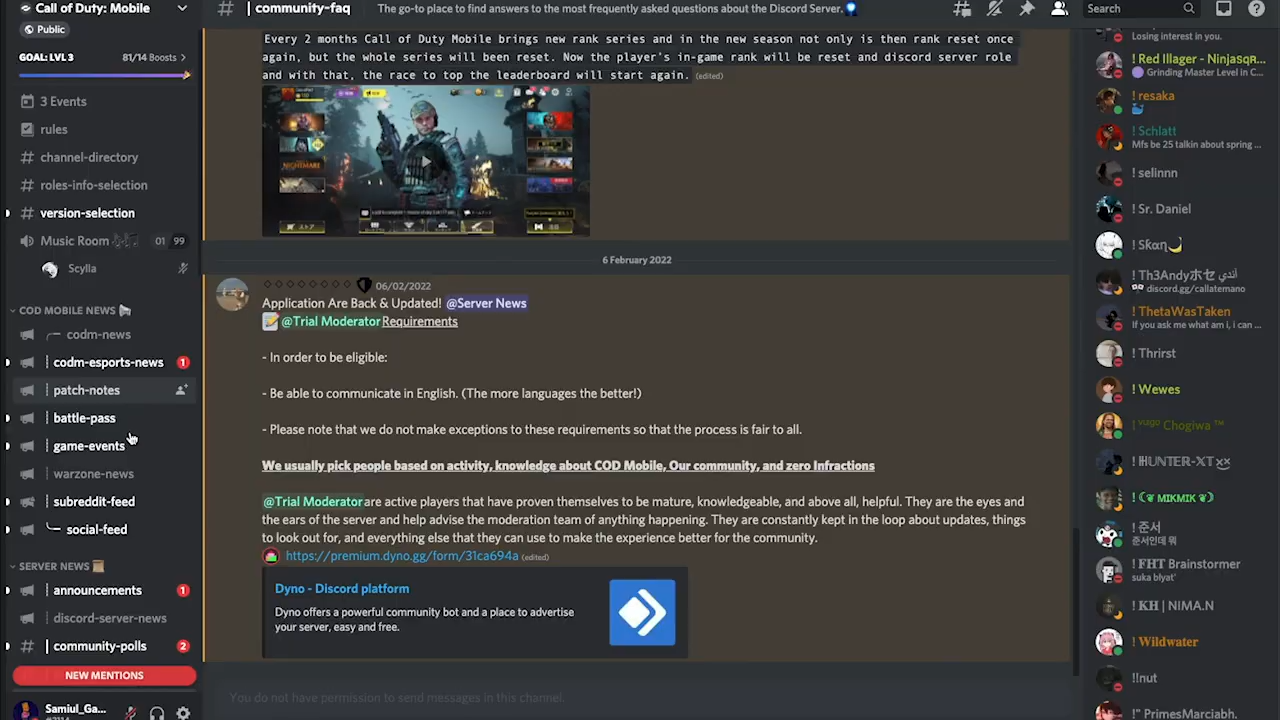 Call of Duty: Mobile
Public
GOAL: LVL 3
81/14 Boosts
3 Events
rules
channel-directory
roles-info-selection
version-selection
Music Room
01 99
Scylla
COD MOBILE NEWS
codm-news
codm-esports-news
1
patch-notes
battle-pass
game-events
warzone-news
subreddit-feed
social-feed
SERVER NEWS
announcements
1
discord-server-news
community-polls
2
NEW MENTIONS
Samiul_Ga...
community-faq
The go-to place to find answers to the most frequently asked questions about the Discord Server.
Search
Every 2 months Call of Duty Mobile brings new rank series and in the new season not only is then rank reset once
again, but the whole series will been reset. Now the player's in-game rank will be reset and discord server role
and with that, the race to top the leaderboard will start again. (edited)
NIGHTMARE
6 February 2022
06/02/2022
Application Are Back & Updated! @Server News
@Trial Moderator Requirements
- In order to be eligible:
- Be able to communicate in English. (The more languages the better!)
- Please note that we do not make exceptions to these requirements so that the process is fair to all.
We usually pick people based on activity, knowledge about COD Mobile, Our community, and zero Infractions
@Trial Moderator are active players that have proven themselves to be mature, knowledgeable, and above all, helpful. They are the eyes and
the ears of the server and help advise the moderation team of anything happening. They are constantly kept in the loop about updates, things
to look out for, and everything else that they can use to make the experience better for the community.
https://premium.dyno.gg/form/31ca694a (edited)
Dyno - Discord platform
Dyno offers a powerful community bot and a place to advertise
your server, easy and free.
You do not have permission to send messages in this channel.
Losing interest in you.
! Red Illager - NinjaSqR...
Grinding Master Level in C...
! resaka
! Schlatt
Mfs be 25 talkin about spring ...
! selinnn
! Sr. Daniel
! Skαη
! Th3Andyホセ أندي
discord.gg/callatemano
! ThetaWasTaken
If you ask me what am i, i can ...
! Thrirst
! Wewes
! ʸᵘᵍᵒ Chogiwa ™
! ℍUNTER-XT
! MIKMIK
! 준서
준서인데 뭐
! FHT Brainstormer
suka blyat'
! KH | NIMA.N
! Wildwater
!!nut
!" PrimesMarciabh.